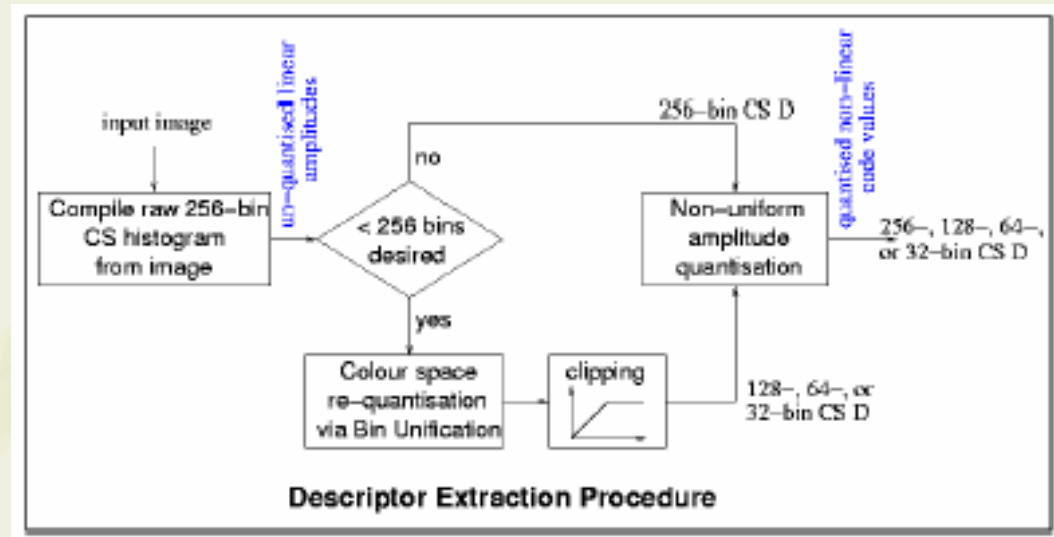 input image
Compile raw 256-bin
CS histogram
from image
un-quantised linear
amplitudes
< 256 bins
desired
no
yes
256-bin CS D
Colour space
re-quantisation
via Bin Unification
clipping
128-, 64-, or
32-bin CS D
Non-uniform
amplitude
quantisation
quantised non-linear
code values
256-, 128-, 64-,
or 32-bin CS D
Descriptor Extraction Procedure